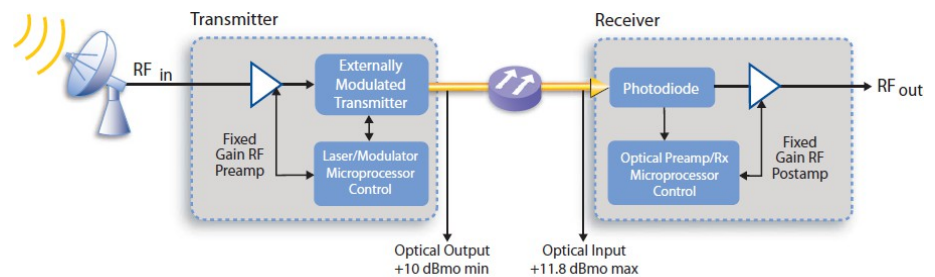 Transmitter
RF in
Externally
Modulated
Transmitter
Fixed
Gain RF
Preamp
Laser/Modulator
Microprocessor
Control
Optical Output
+10 dBmo min
Receiver
Photodiode
RF out
Optical Preamp/Rx
Microprocessor
Control
Fixed
Gain RF
Postamp
Optical Input
+11.8 dBmo max